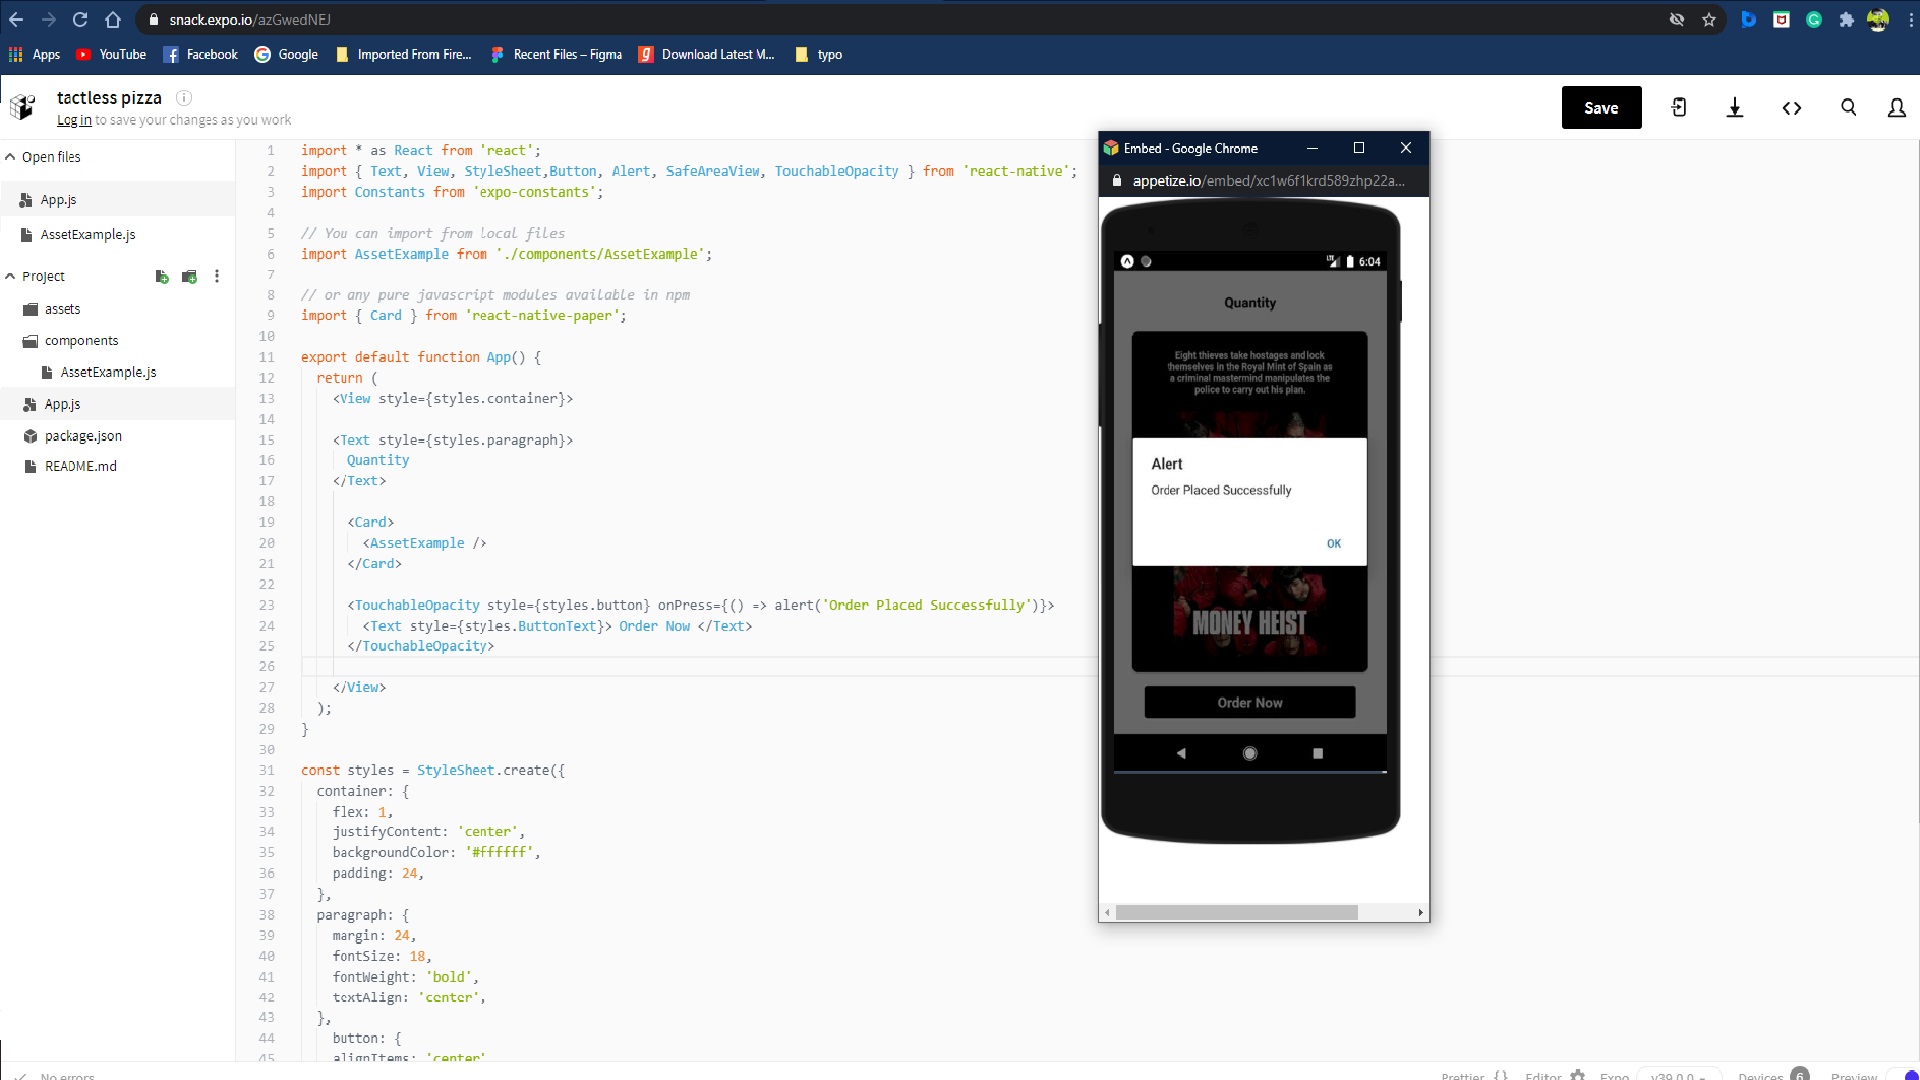 snack.expo.io/azGwedNEJ
Apps YouTube Facebook Google Imported From Fire... Recent Files – Figma Download Latest M... typo
tactless pizza
Log in to save your changes as you work
Save
Open files
App.js
AssetExample.js
Project
assets
components
AssetExample.js
App.js
package.json
README.md
1 import * as React from 'react';
2 import { Text, View, StyleSheet,Button, Alert, SafeAreaView, TouchableOpacity } from 'react-native';
3 import Constants from 'expo-constants';
4
5 // You can import from local files
6 import AssetExample from './components/AssetExample';
7
8 // or any pure javascript modules available in npm
9 import { Card } from 'react-native-paper';
10
11 export default function App() {
12 return (
13 <View style={styles.container}>
14
15 <Text style={styles.paragraph}>
16 Quantity
17 </Text>
18
19 <Card>
20 <AssetExample />
21 </Card>
22
23 <TouchableOpacity style={styles.button} onPress={() => alert('Order Placed Successfully')}>
24 <Text style={styles.ButtonText}> Order Now </Text>
25 </TouchableOpacity>
26
27 </View>
28 );
29 }
30
31 const styles = StyleSheet.create({
32 container: {
33 flex: 1,
34 justifyContent: 'center',
35 backgroundColor: '#ffffff',
36 padding: 24,
37 },
38 paragraph: {
39 margin: 24,
40 fontSize: 18,
41 fontWeight: 'bold',
42 textAlign: 'center',
43 },
44 button: {
45 alignItems: 'center'
Embed - Google Chrome
appetize.io/embed/xc1w6f1krd589zhp22a...
LTE 6:04
Quantity
Eight thieves take hostages and lock
themselves in the Royal Mint of Spain as
a criminal mastermind manipulates the
police to carry out his plan.
Alert
Order Placed Successfully
OK
MONEY HEIST
Order Now
No errors
Prettier {} Editor Expo v39.0.0 Devices 6 Preview